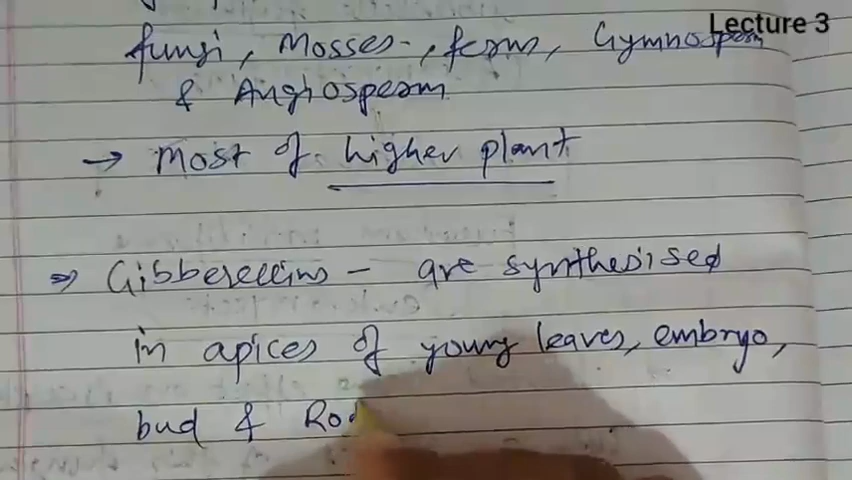 Lecture 3
fungi, Mosses, ferns, Gymnosperm
& Angiosperm
→ Most of higher plant
⇒ Gibberellins - are synthesised
in apices of young leaves, embryo,
bud &